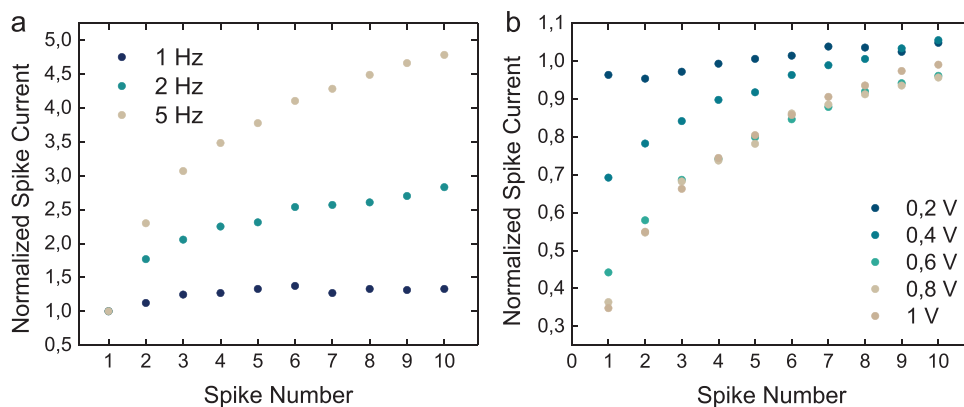 a
Normalized Spike Current
5,0
4,5
4,0
3,5
3,0
2,5
2,0
1,5
1,0
0,5
1 Hz
2 Hz
5 Hz
1 2 3 4 5 6 7 8 9 10
Spike Number
b
Normalized Spike Current
1,1
1,0
0,9
0,8
0,7
0,6
0,5
0,4
0,3
0,2 V
0,4 V
0,6 V
0,8 V
1 V
0 1 2 3 4 5 6 7 8 9 10
Spike Number